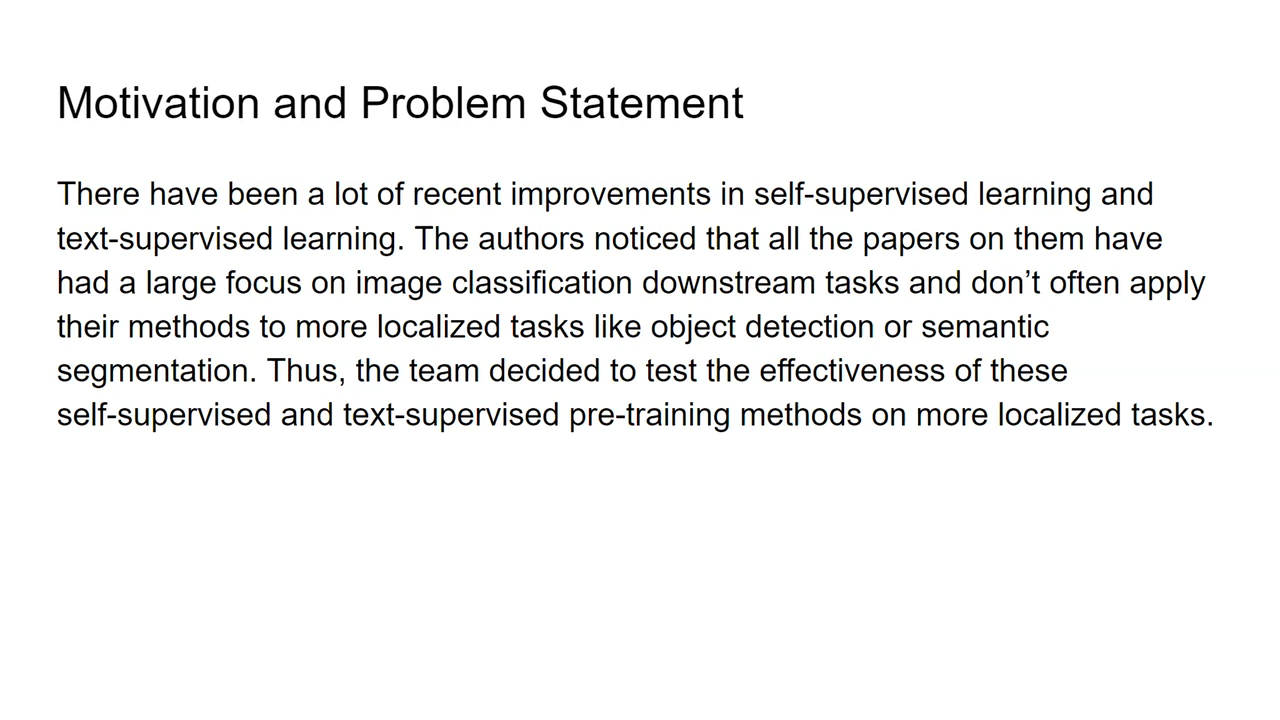 Motivation and Problem Statement
There have been a lot of recent improvements in self-supervised learning and
text-supervised learning. The authors noticed that all the papers on them have
had a large focus on image classification downstream tasks and don’t often apply
their methods to more localized tasks like object detection or semantic
segmentation. Thus, the team decided to test the effectiveness of these
self-supervised and text-supervised pre-training methods on more localized tasks.